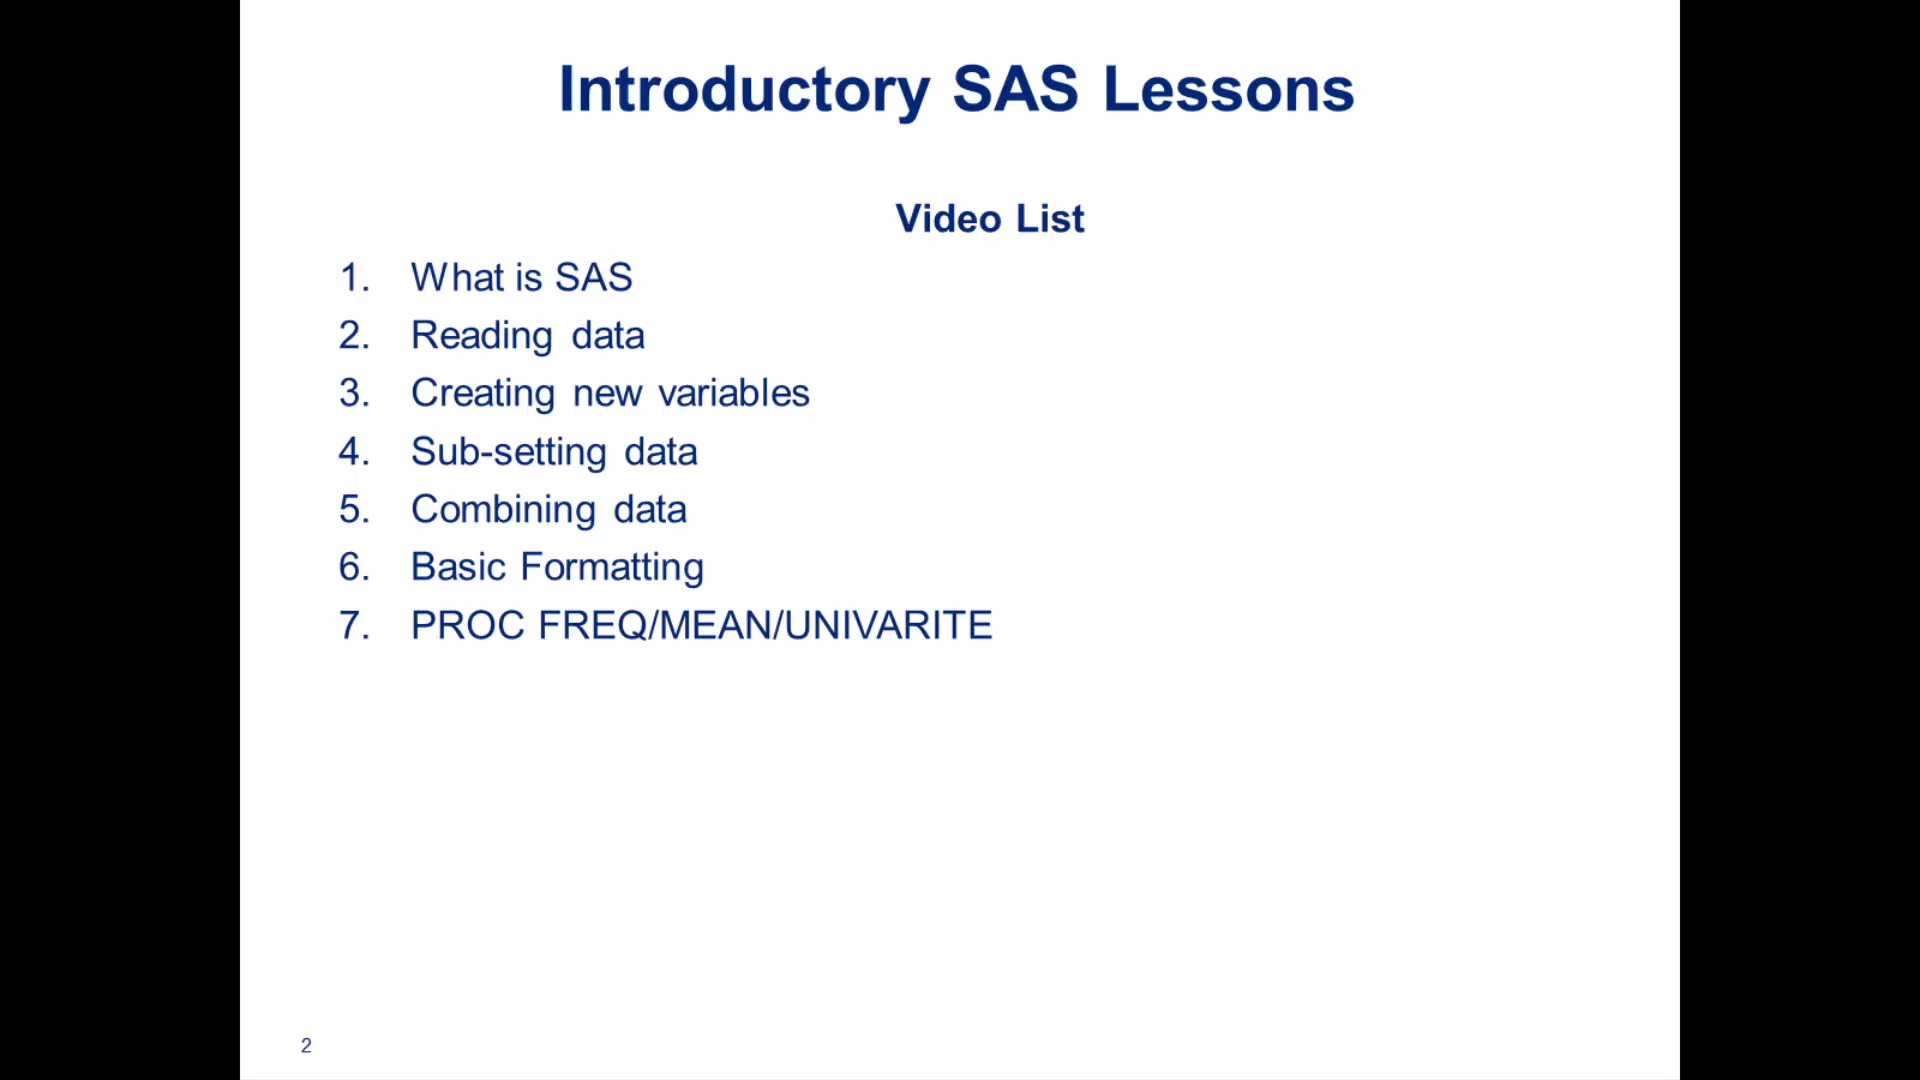 Introductory SAS Lessons
Video List
1. What is SAS
2. Reading data
3. Creating new variables
4. Sub-setting data
5. Combining data
6. Basic Formatting
7. PROC FREQ/MEAN/UNIVARITE
2